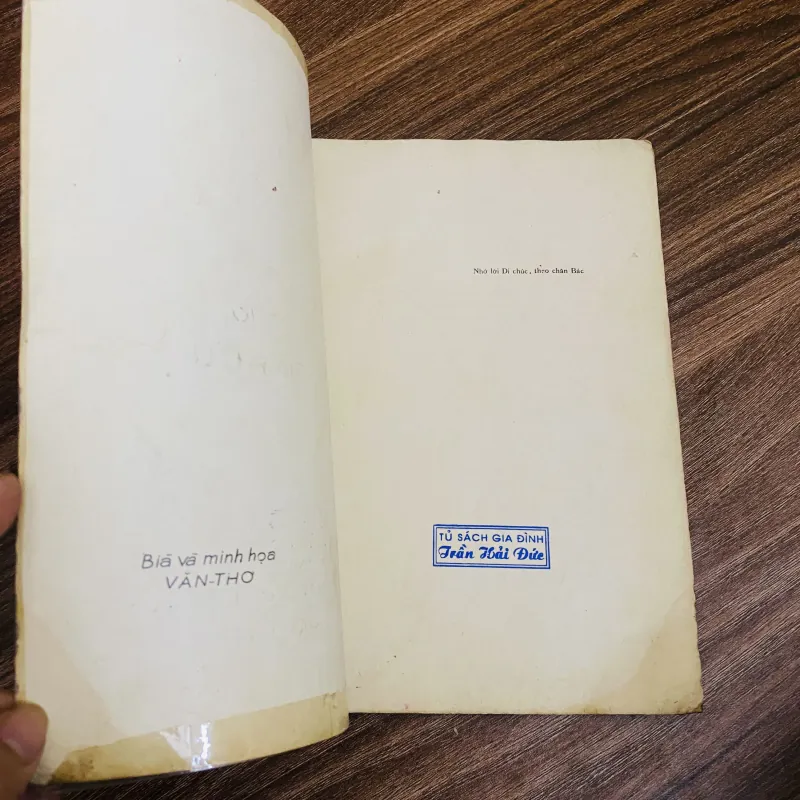 Bìa và minh họa
VĂN-THƠ
Nhớ lời Di chúc, theo chân Bác
TỦ SÁCH GIA ĐÌNH
Trần Hải Đức